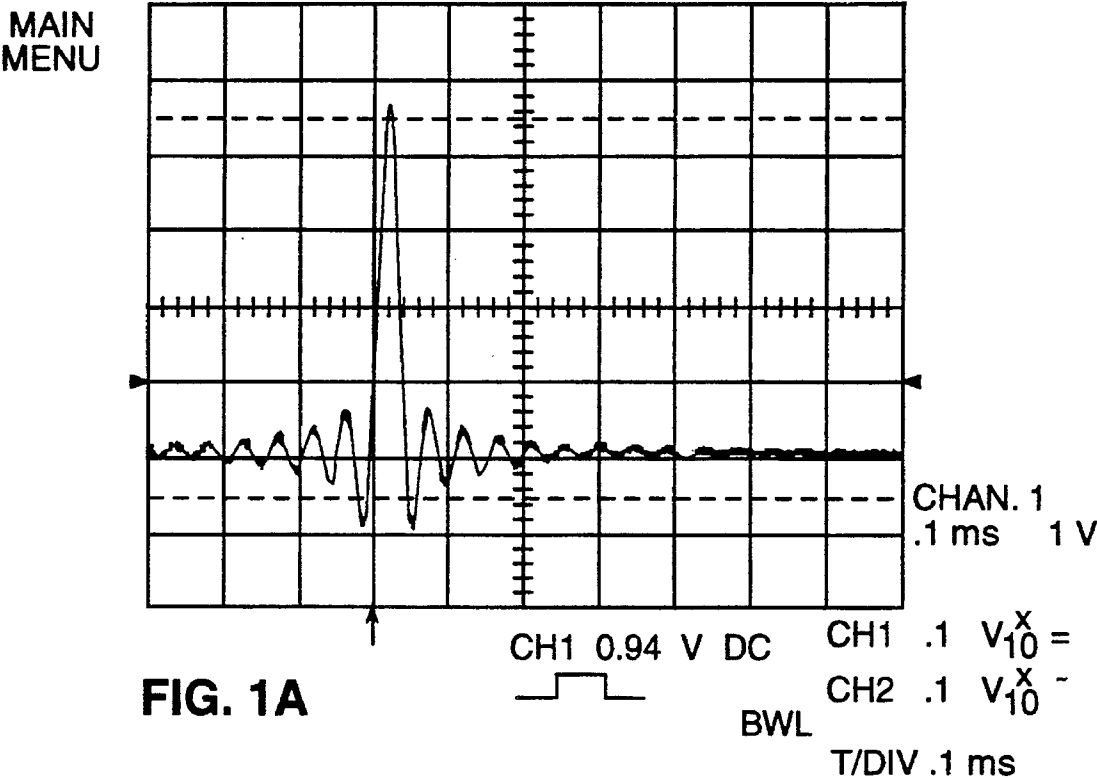 MAIN
MENU
CHAN. 1
.1 ms 1 V
CH1 0.94 V DC
CH1 .1 V 10 X =
CH2 .1 V 10 X ~
BWL
T/DIV .1 ms
FIG. 1A